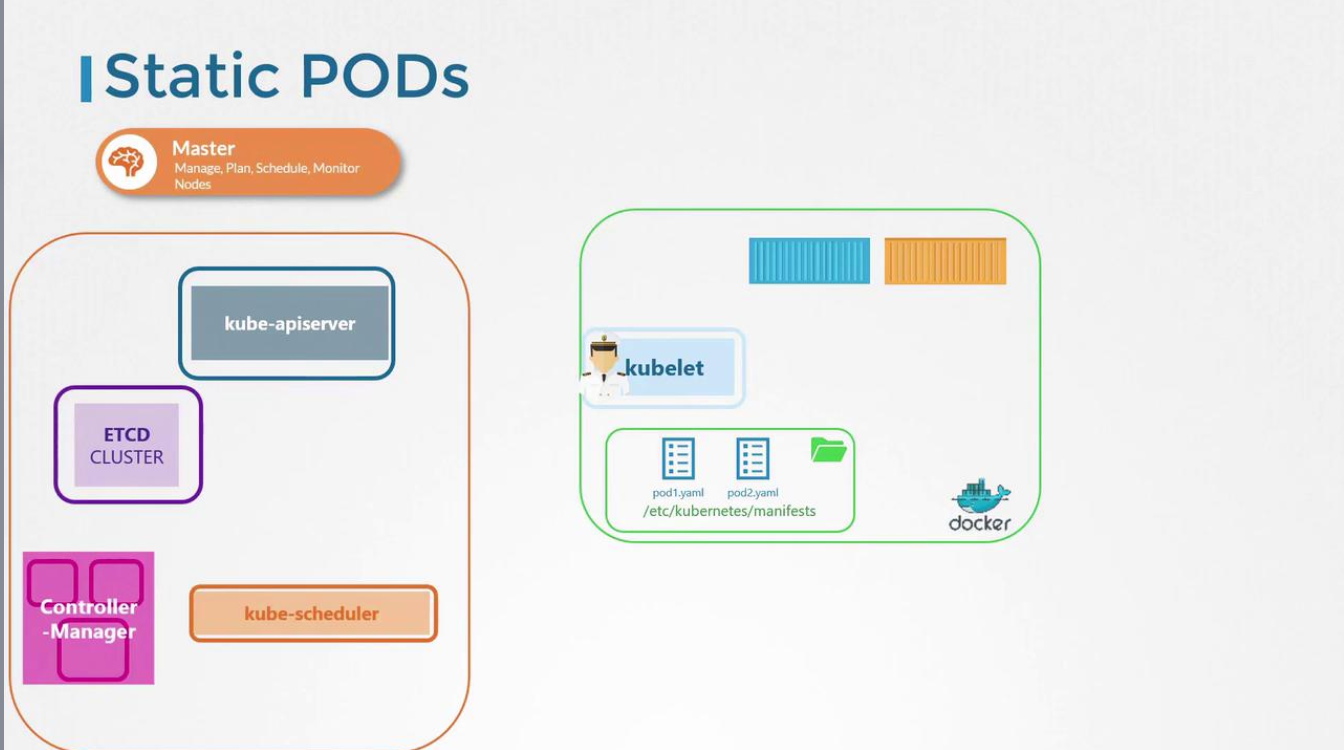 Static PODs
Master
Manage, Plan, Schedule, Monitor
Nodes
kube-apiserver
ETCD
CLUSTER
Controller
-Manager
kube-scheduler
kubelet
pod1.yaml
pod2.yaml
/etc/kubernetes/manifests
docker